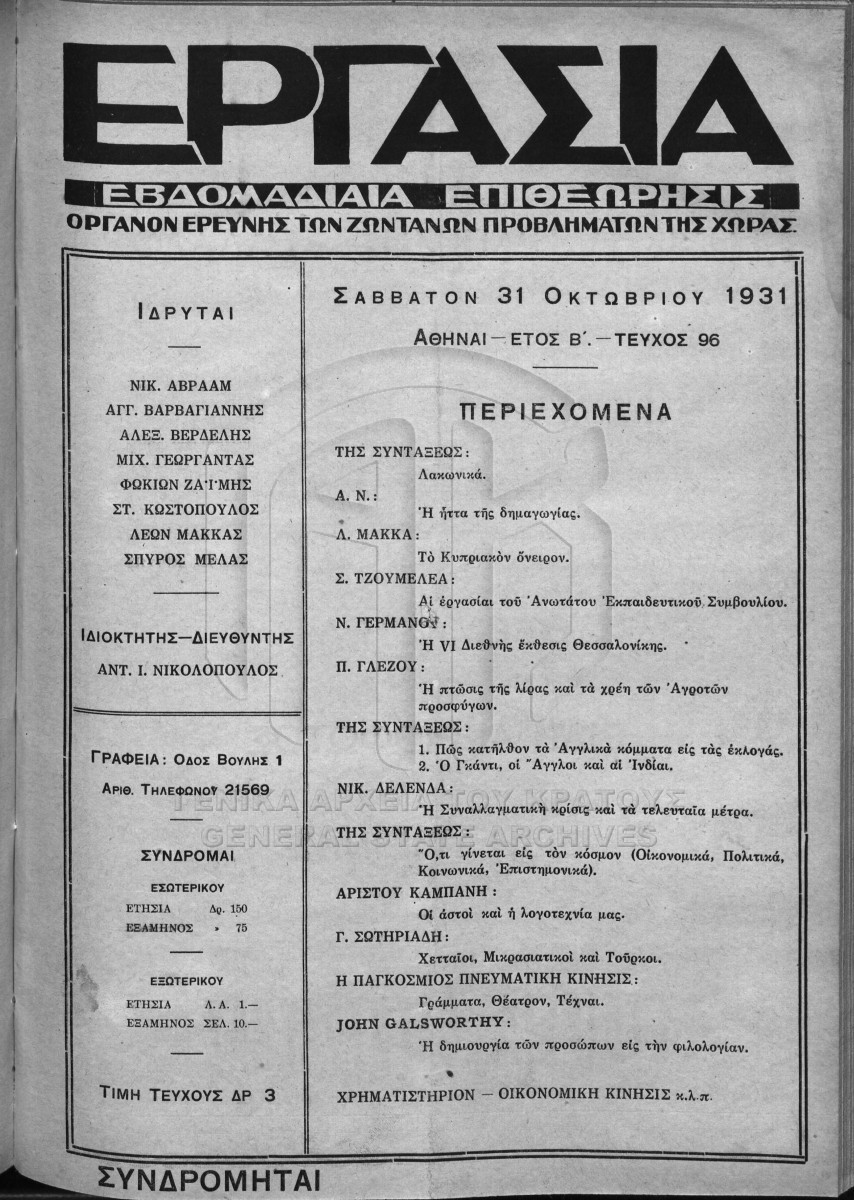 ΕΡΓΑΣΙΑ
ΕΒΔΟΜΑΔΙΑΙΑ ΕΠΙΘΕΩΡΗΣΙΣ
ΟΡΓΑΝΟΝ ΕΡΕΥΝΗΣ ΤΩΝ ΖΩΝΤΑΝΩΝ ΠΡΟΒΛΗΜΑΤΩΝ ΤΗΣ ΧΩΡΑΣ
ΙΔΡΥΤΑΙ
ΝΙΚ. ΑΒΡΑΑΜ
ΑΓΓ. ΒΑΡΒΑΓΙΑΝΝΗΣ
ΑΛΕΞ. ΒΕΡΔΕΛΗΣ
ΜΙΧ. ΓΕΩΡΓΑΝΤΑΣ
ΦΩΚΙΩΝ ΖΑΪΜΗΣ
ΣΤ. ΚΩΣΤΟΠΟΥΛΟΣ
ΛΕΩΝ ΜΑΚΚΑΣ
ΣΠΥΡΟΣ ΜΕΛΑΣ
ΙΔΙΟΚΤΗΤΗΣ—ΔΙΕΥΘΥΝΤΗΣ
ΑΝΤ. Ι. ΝΙΚΟΛΟΠΟΥΛΟΣ
ΓΡΑΦΕΙΑ: ΟΔΟΣ ΒΟΥΛΗΣ 1
ΑΡΙΘ. ΤΗΛΕΦΩΝΟΥ 21569
ΣΥΝΔΡΟΜΑΙ
ΕΣΩΤΕΡΙΚΟΥ
ΕΤΗΣΙΑ Δρ. 150
ΕΞΑΜΗΝΟΣ » 75
ΕΞΩΤΕΡΙΚΟΥ
ΕΤΗΣΙΑ Λ. Α. 1.—
ΕΞΑΜΗΝΟΣ ΣΕΛ. 10.—
ΤΙΜΗ ΤΕΥΧΟΥΣ ΔΡ 3
ΣΑΒΒΑΤΟΝ 31 ΟΚΤΩΒΡΙΟΥ 1931
ΑΘΗΝΑΙ—ΕΤΟΣ Β΄.—ΤΕΥΧΟΣ 96
ΠΕΡΙΕΧΟΜΕΝΑ
ΤΗΣ ΣΥΝΤΑΞΕΩΣ:
Λακωνικά.
Α. Ν.:
Ἡ ἧττα τῆς δημαγωγίας.
Λ. ΜΑΚΚΑ:
Τὸ Κυπριακὸν ὄνειρον.
Σ. ΤΖΟΥΜΕΛΕΑ:
Αἱ ἐργασίαι τοῦ Ἀνωτάτου Ἐκπαιδευτικοῦ Συμβουλίου.
Ν. ΓΕΡΜΑΝΟΥ:
Ἡ VI Διεθνὴς ἔκθεσις Θεσσαλονίκης.
Π. ΓΛΕΖΟΥ:
Ἡ πτῶσις τῆς λίρας καὶ τὰ χρέη τῶν Ἀγροτῶν
προσφύγων.
ΤΗΣ ΣΥΝΤΑΞΕΩΣ:
1. Πῶς κατῆλθον τὰ Ἀγγλικὰ κόμματα εἰς τὰς ἐκλογάς.
2. Ὁ Γκάντι, οἱ Ἄγγλοι καὶ αἱ Ἰνδίαι.
ΝΙΚ. ΔΕΛΕΝΔΑ:
Ἡ Συναλλαγματικὴ κρίσις καὶ τὰ τελευταῖα μέτρα.
ΤΗΣ ΣΥΝΤΑΞΕΩΣ:
Ὅ,τι γίνεται εἰς τὸν κόσμον (Οἰκονομικά, Πολιτικά,
Κοινωνικά, Ἐπιστημονικά).
ΑΡΙΣΤΟΥ ΚΑΜΠΑΝΗ:
Οἱ ἀστοὶ καὶ ἡ λογοτεχνία μας.
Γ. ΣΩΤΗΡΙΑΔΗ:
Χετταῖοι, Μικρασιατικοὶ καὶ Τοῦρκοι.
Η ΠΑΓΚΟΣΜΙΟΣ ΠΝΕΥΜΑΤΙΚΗ ΚΙΝΗΣΙΣ:
Γράμματα, Θέατρον, Τέχναι.
JOHN GALSWORTHY:
Ἡ δημιουργία τῶν προσώπων εἰς τὴν φιλολογίαν.
ΧΡΗΜΑΤΙΣΤΗΡΙΟΝ — ΟΙΚΟΝΟΜΙΚΗ ΚΙΝΗΣΙΣ κ.λ.π.
ΓΕΝΙΚΑ ΑΡΧΕΙΑ ΤΟΥ ΚΡΑΤΟΥΣ
GENERAL STATE ARCHIVES
ΣΥΝΔΡΟΜΗΤΑΙ